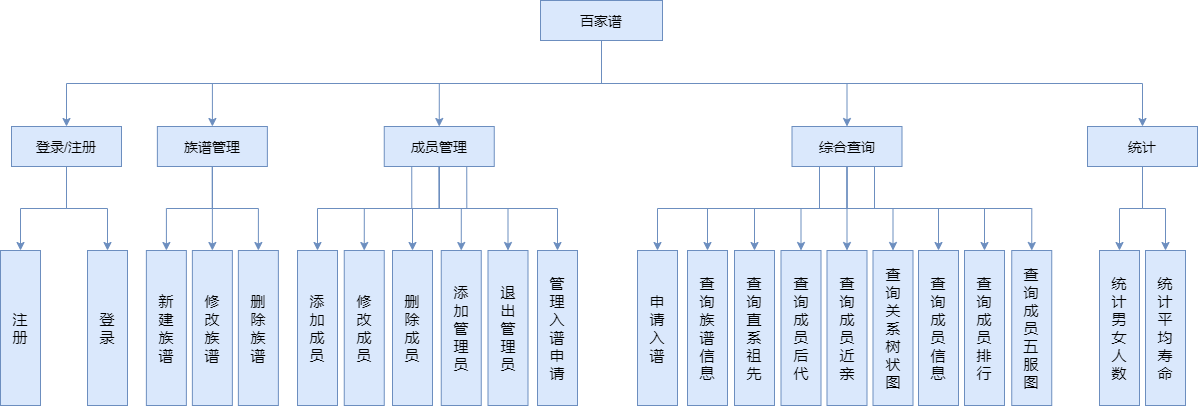 百家谱
登录/注册
族谱管理
成员管理
综合查询
统计
注册
登录
新建族谱
修改族谱
删除族谱
添加成员
修改成员
删除成员
添加管理员
退出管理员
管理入谱申请
申请入谱
查询族谱信息
查询直系祖先
查询成员后代
查询成员近亲
查询关系树状图
查询成员信息
查询成员排行
查询成员五服图
统计男女人数
统计平均寿命